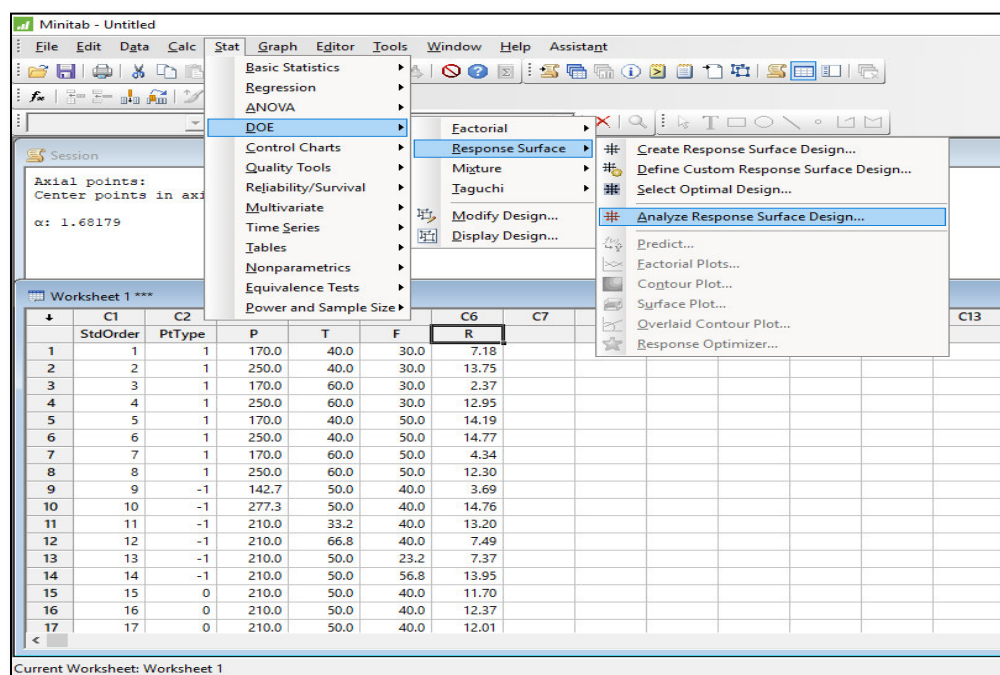 Minitab - Untitled
File Edit Data Calc Stat Graph Editor Tools Window Help Assistant
Basic Statistics
Regression
ANOVA
DOE
Control Charts
Quality Tools
Reliability/Survival
Multivariate
Time Series
Tables
Nonparametrics
Equivalence Tests
Power and Sample Size
Factorial
Response Surface
Mixture
Taguchi
Modify Design...
Display Design...
Create Response Surface Design...
Define Custom Response Surface Design...
Select Optimal Design...
Analyze Response Surface Design...
Predict...
Factorial Plots...
Contour Plot...
Surface Plot...
Overlaid Contour Plot...
Response Optimizer...
Session
Axial points:
Center points in axi
α: 1.68179
Worksheet 1 ***
C1 C2 C6 C7 C13
StdOrder PtType P T F R
1 1 1 170.0 40.0 30.0 7.18
2 2 1 250.0 40.0 30.0 13.75
3 3 1 170.0 60.0 30.0 2.37
4 4 1 250.0 60.0 30.0 12.95
5 5 1 170.0 40.0 50.0 14.19
6 6 1 250.0 40.0 50.0 14.77
7 7 1 170.0 60.0 50.0 4.34
8 8 1 250.0 60.0 50.0 12.30
9 9 -1 142.7 50.0 40.0 3.69
10 10 -1 277.3 50.0 40.0 14.76
11 11 -1 210.0 33.2 40.0 13.20
12 12 -1 210.0 66.8 40.0 7.49
13 13 -1 210.0 50.0 23.2 7.37
14 14 -1 210.0 50.0 56.8 13.95
15 15 0 210.0 50.0 40.0 11.70
16 16 0 210.0 50.0 40.0 12.37
17 17 0 210.0 50.0 40.0 12.01
Current Worksheet: Worksheet 1